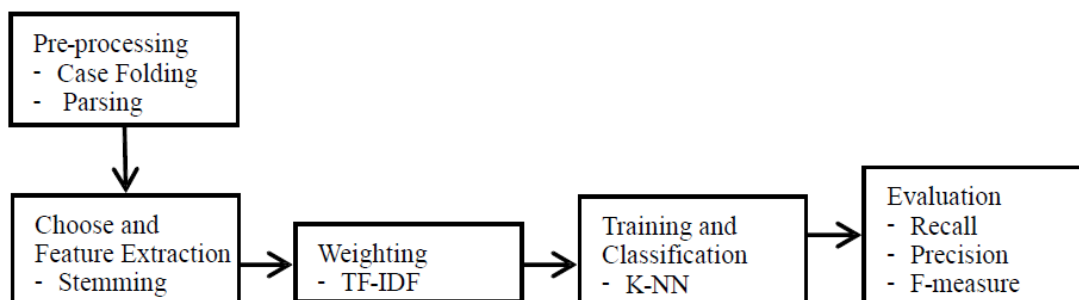 Pre-processing
- Case Folding
- Parsing
Choose and
Feature Extraction
- Stemming
Weighting
- TF-IDF
Training and
Classification
- K-NN
Evaluation
- Recall
- Precision
- F-measure